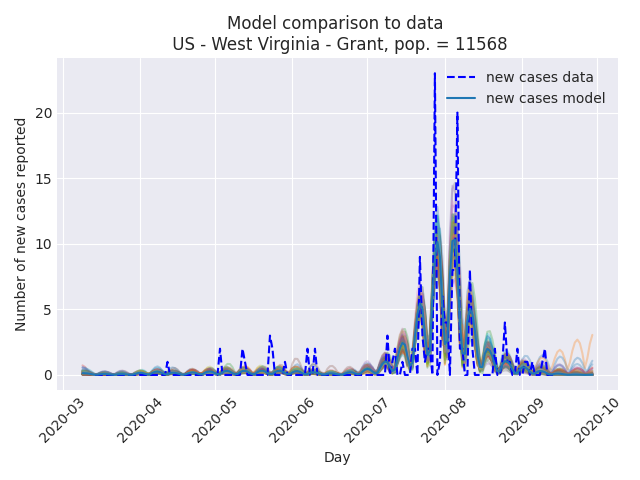 Model comparison to data
US - West Virginia - Grant, pop. = 11568
new cases data
new cases model
Number of new cases reported
20
15
10
5
0
2020-03
2020-04
2020-05
2020-06
2020-07
2020-08
2020-09
2020-10
Day